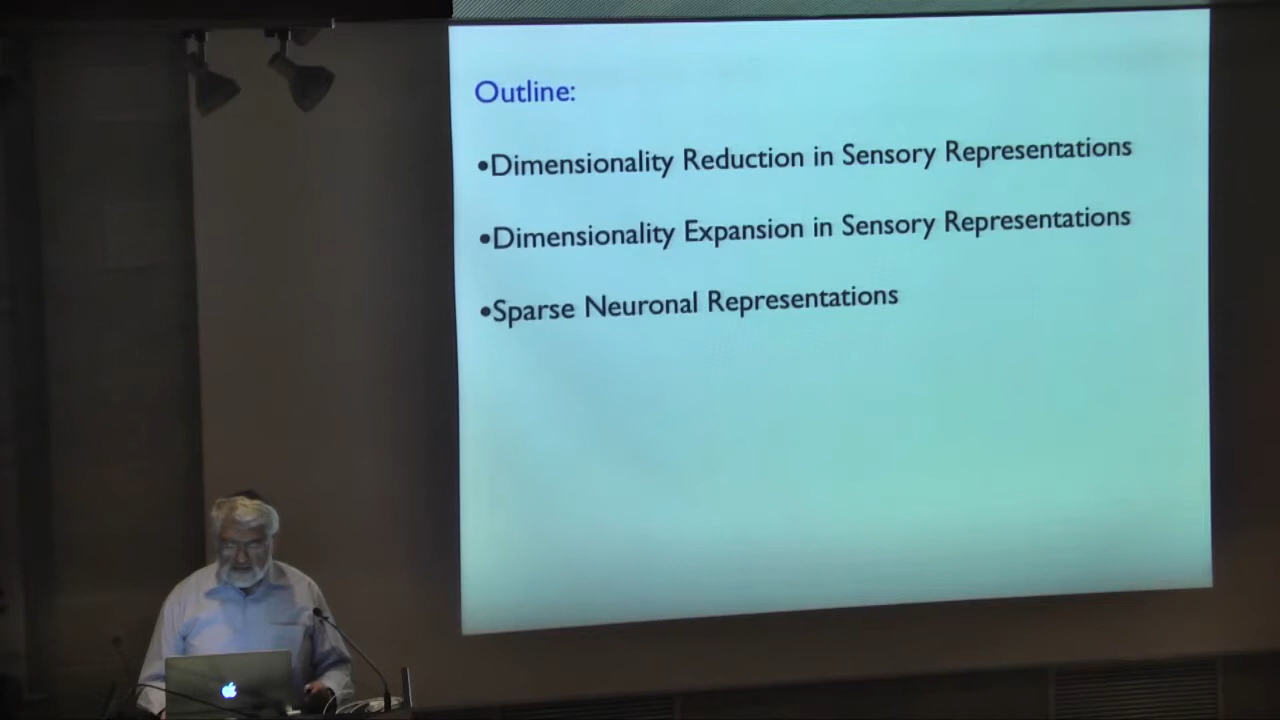 Outline:
•Dimensionality Reduction in Sensory Representations
•Dimensionality Expansion in Sensory Representations
•Sparse Neuronal Representations